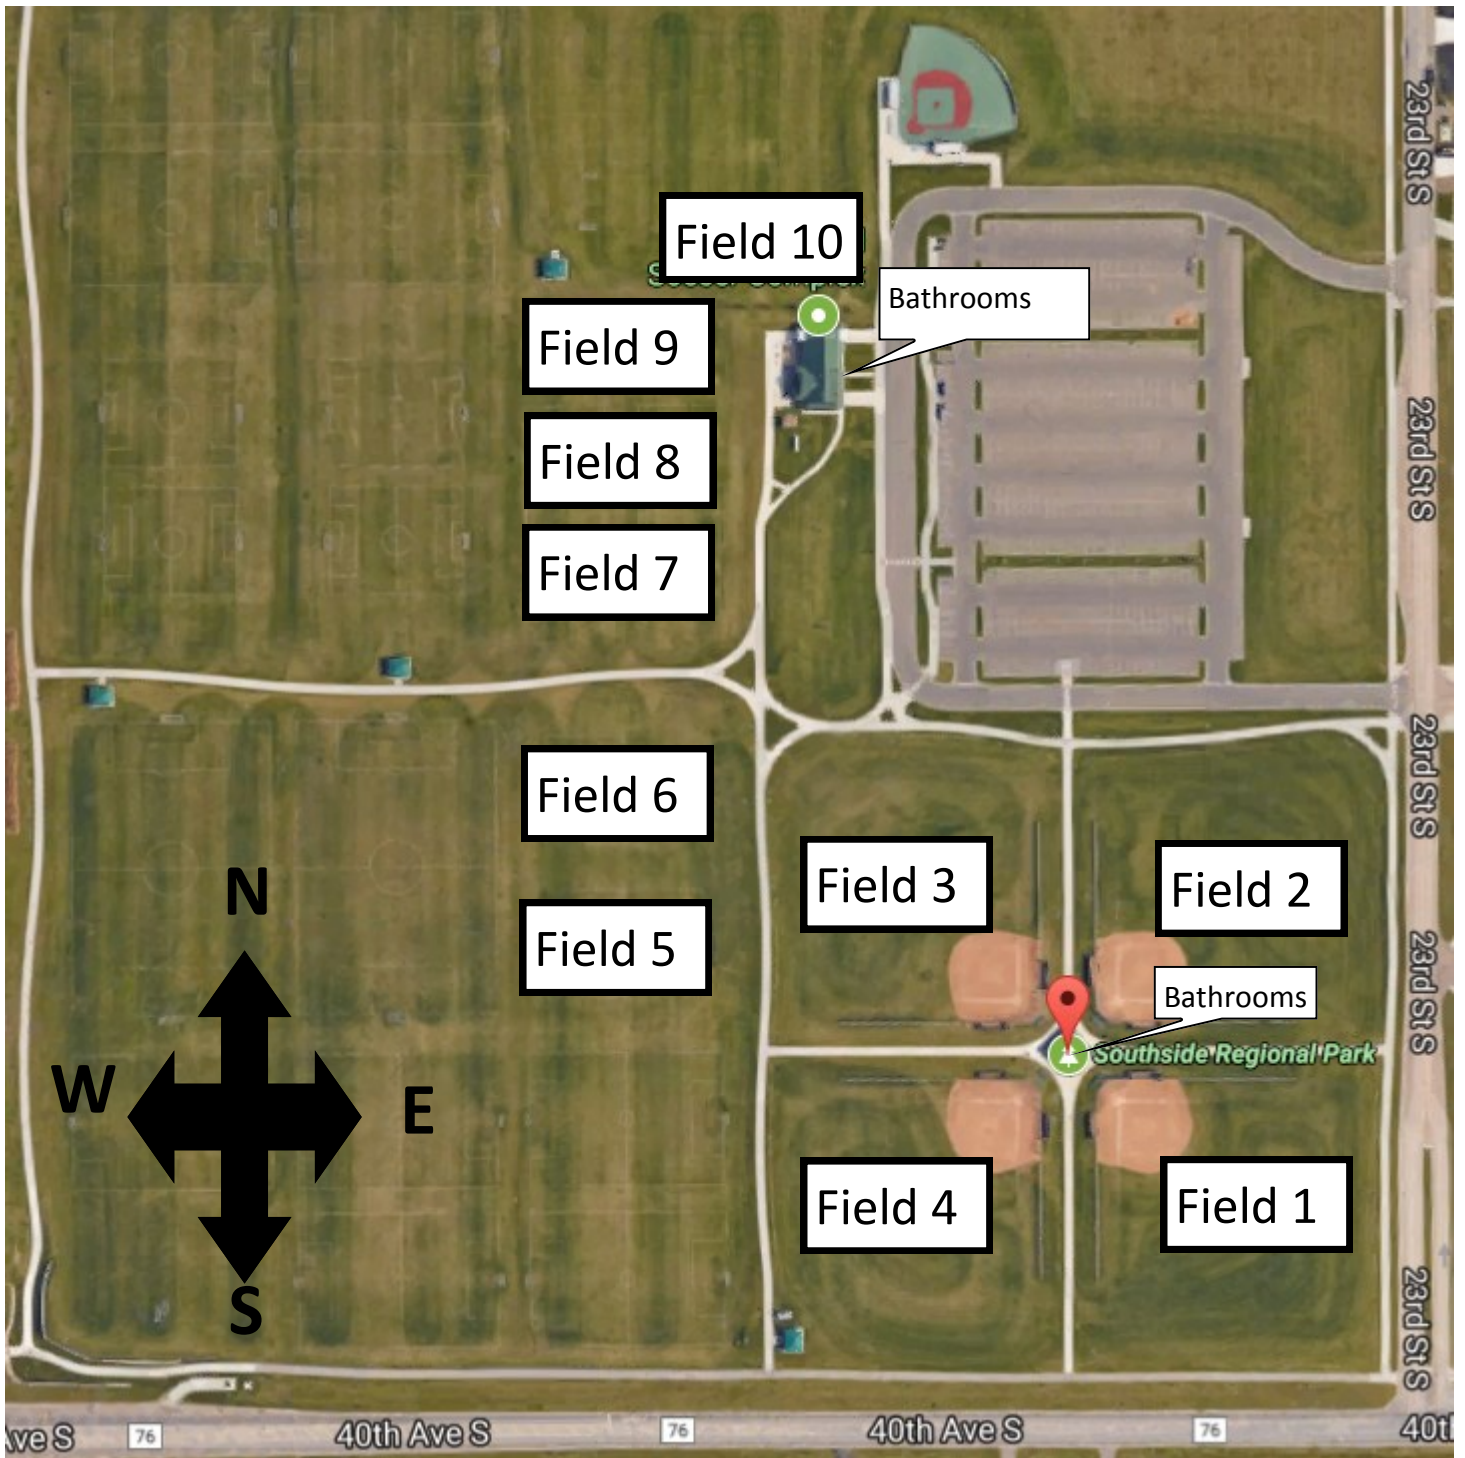 23rd St S
Field 10
Bathrooms
Field 9
Field 8
Field 7
23rd St S
23rd St S
Field 6
Field 5
Field 3
Field 2
Bathrooms
Southside Regional Park
23rd St S
N
W
E
S
Field 4
Field 1
23rd St S
Ave S
76
40th Ave S
76
40th Ave S
76